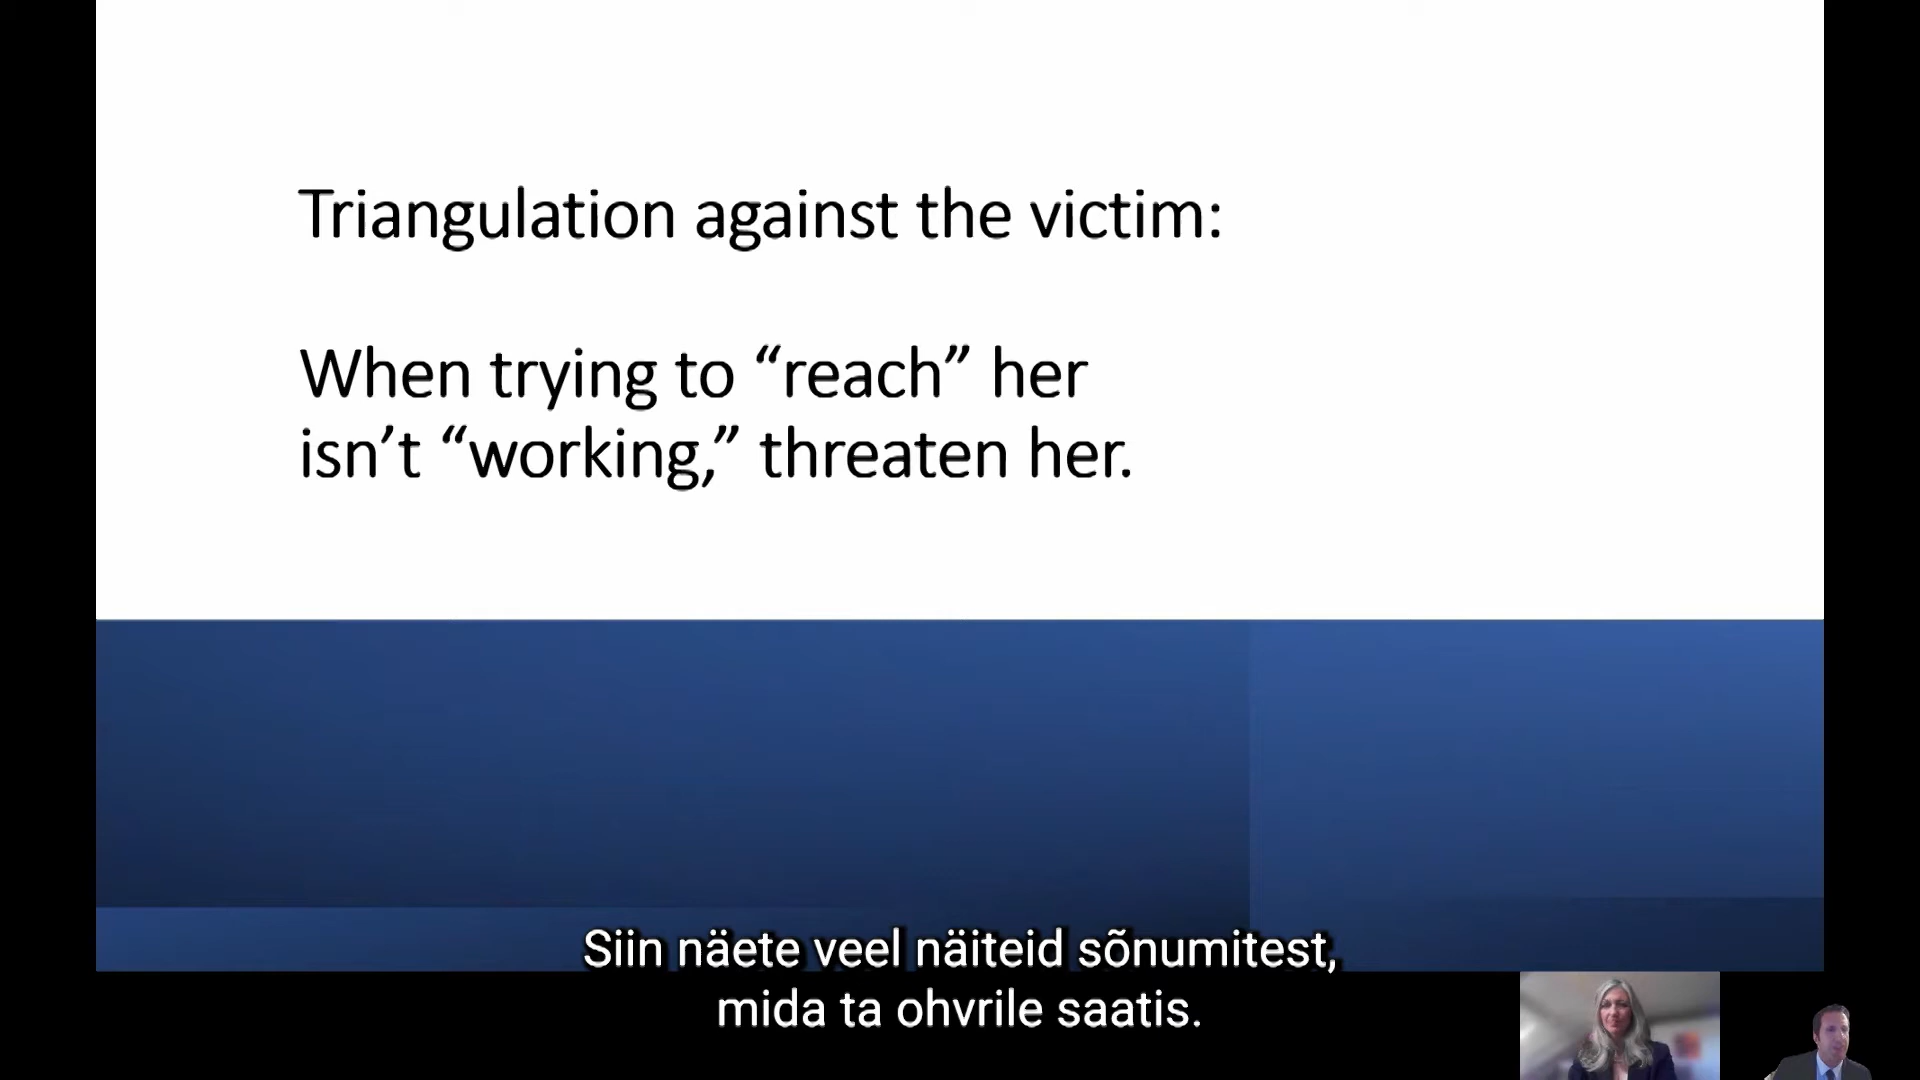 Triangulation against the victim:
When trying to “reach” her
isn’t “working,” threaten her.
Siin näete veel näiteid sõnumitest,
mida ta ohvrile saatis.